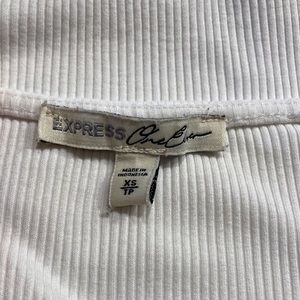 EXPRESS One Eleven
MADE IN
INDONESIA
XS
TP